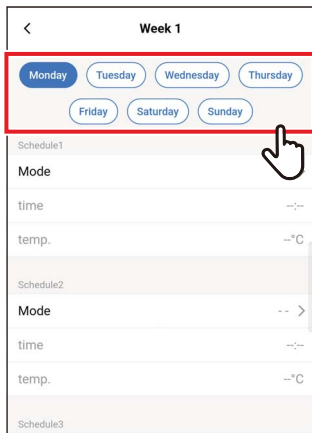 Week 1
Monday Tuesday Wednesday Thursday
Friday Saturday Sunday
Schedule1
Mode
time --:--
temp. --°C
Schedule2
Mode -- >
time --:--
temp. --°C
Schedule3